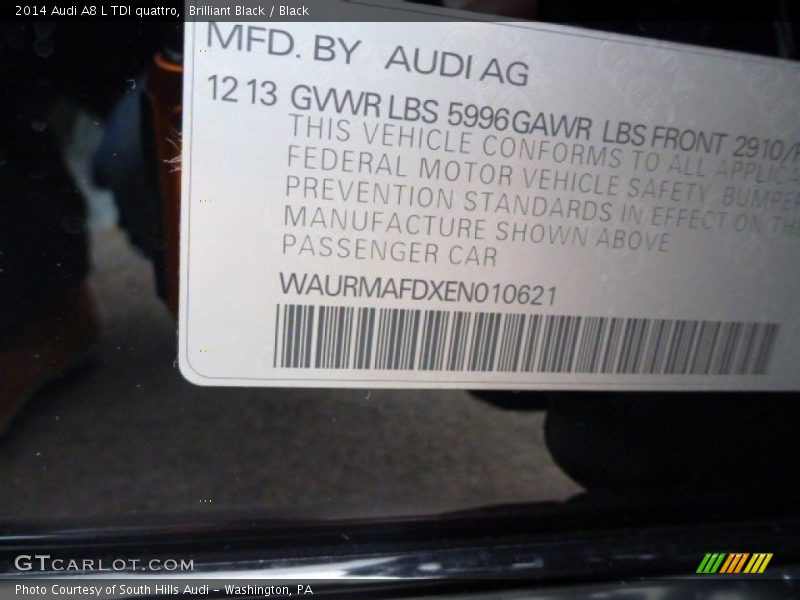 2014 Audi A8 L TDI quattro, Brilliant Black / Black
MFD. BY AUDI AG
12 13 GVWR LBS 5996 GAWR LBS FRONT 2910/
THIS VEHICLE CONFORMS TO ALL APPLICA
FEDERAL MOTOR VEHICLE SAFETY BUMPER
PREVENTION STANDARDS IN EFFECT ON THE
MANUFACTURE SHOWN ABOVE
PASSENGER CAR
WAURMAFDXEN010621
GTCARLOT.COM
Photo Courtesy of South Hills Audi - Washington, PA